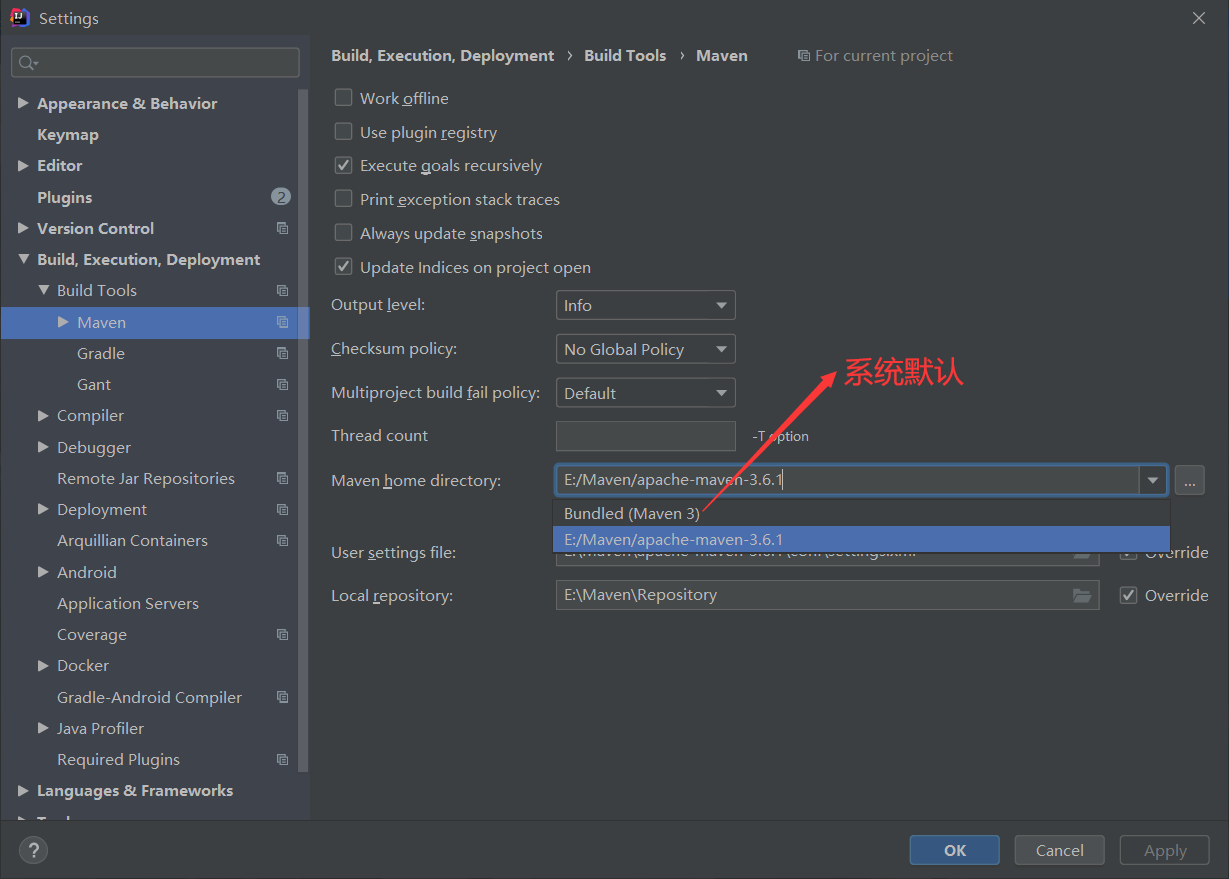 Settings
Build, Execution, Deployment › Build Tools › Maven For current project
Appearance & Behavior
Keymap
Editor
Plugins 2
Version Control
Build, Execution, Deployment
Build Tools
Maven
Gradle
Gant
Compiler
Debugger
Remote Jar Repositories
Deployment
Arquillian Containers
Android
Application Servers
Coverage
Docker
Gradle-Android Compiler
Java Profiler
Required Plugins
Languages & Frameworks
Work offline
Use plugin registry
Execute goals recursively
Print exception stack traces
Always update snapshots
Update Indices on project open
Output level: Info
Checksum policy: No Global Policy
系统默认
Multiproject build fail policy: Default
Thread count -T option
Maven home directory: E:/Maven/apache-maven-3.6.1 ...
Bundled (Maven 3)
E:/Maven/apache-maven-3.6.1
User settings file: Override
Local repository: E:\Maven\Repository Override
? OK Cancel Apply